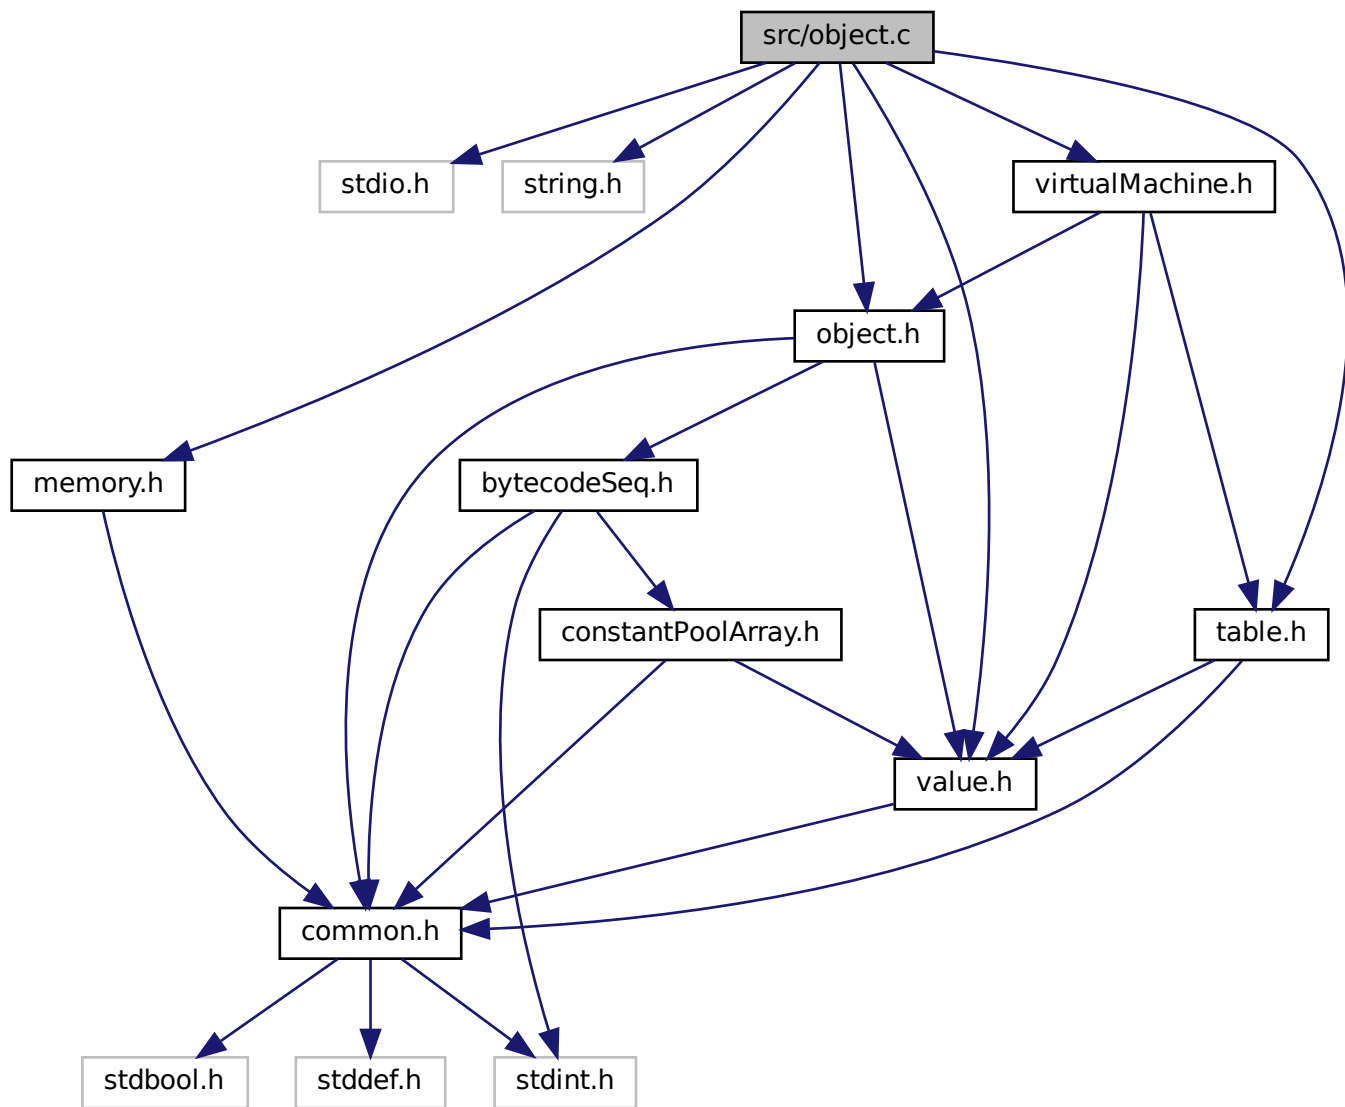 src/object.c
stdio.h
string.h
virtualMachine.h
object.h
memory.h
bytecodeSeq.h
constantPoolArray.h
table.h
value.h
common.h
stdbool.h
stddef.h
stdint.h